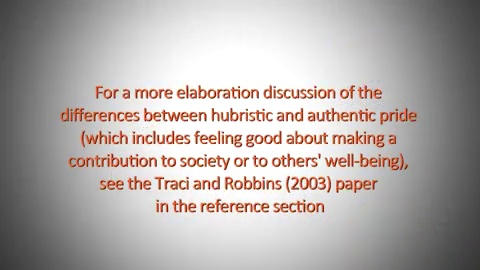 For a more elaboration discussion of the
differences between hubristic and authentic pride
(which includes feeling good about making a
contribution to society or to others' well-being),
see the Traci and Robbins (2003) paper
in the reference section